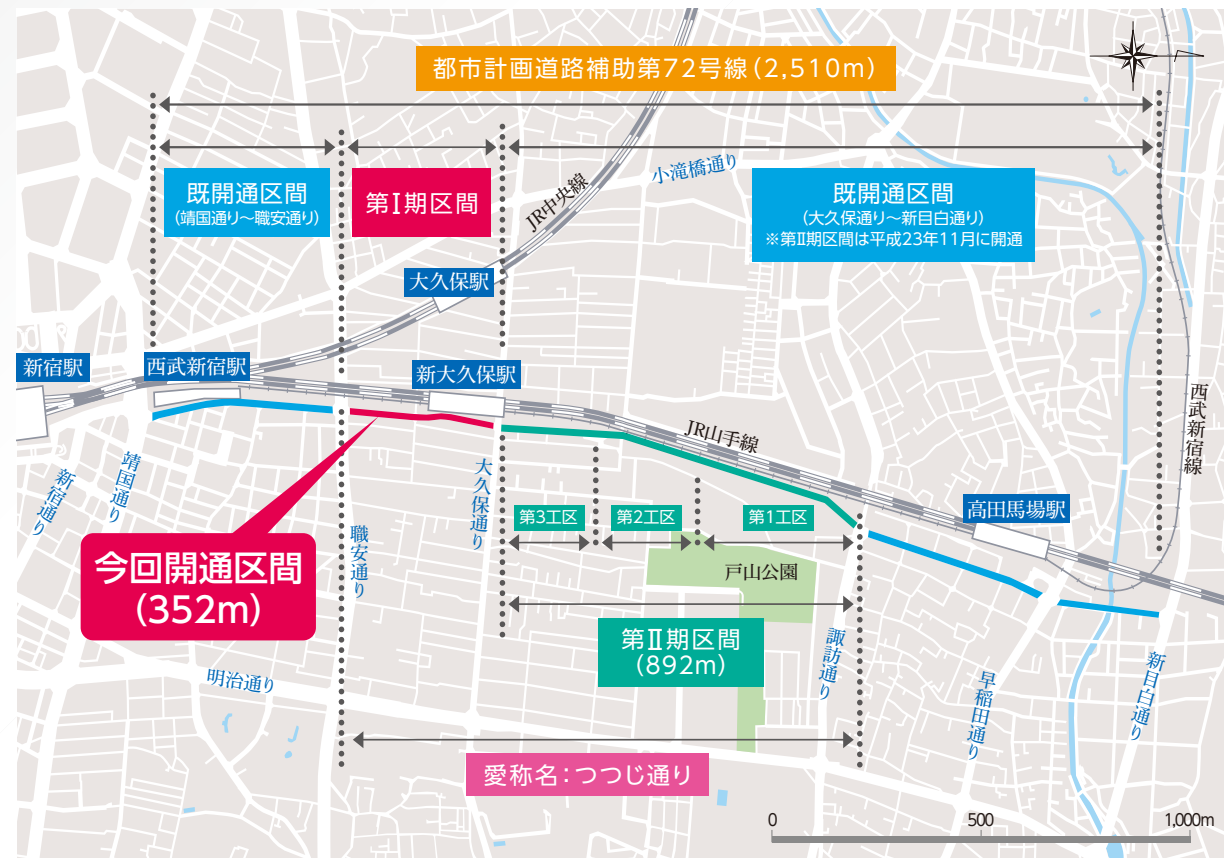 都市計画道路補助第72号線(2,510m)
既開通区間
(靖国通り～職安通り)
第Ⅰ期区間
JR中央線
小滝橋通り
既開通区間
(大久保通り～新目白通り)
※第Ⅱ期区間は平成23年11月に開通
大久保駅
新宿駅
西武新宿駅
新大久保駅
JR山手線
西武新宿線
新宿通り
靖国通り
職安通り
大久保通り
高田馬場駅
第3工区
第2工区
第1工区
戸山公園
今回開通区間
(352m)
第Ⅱ期区間
(892m)
諏訪通り
早稲田通り
新目白通り
明治通り
愛称名:つつじ通り
0
500
1,000m